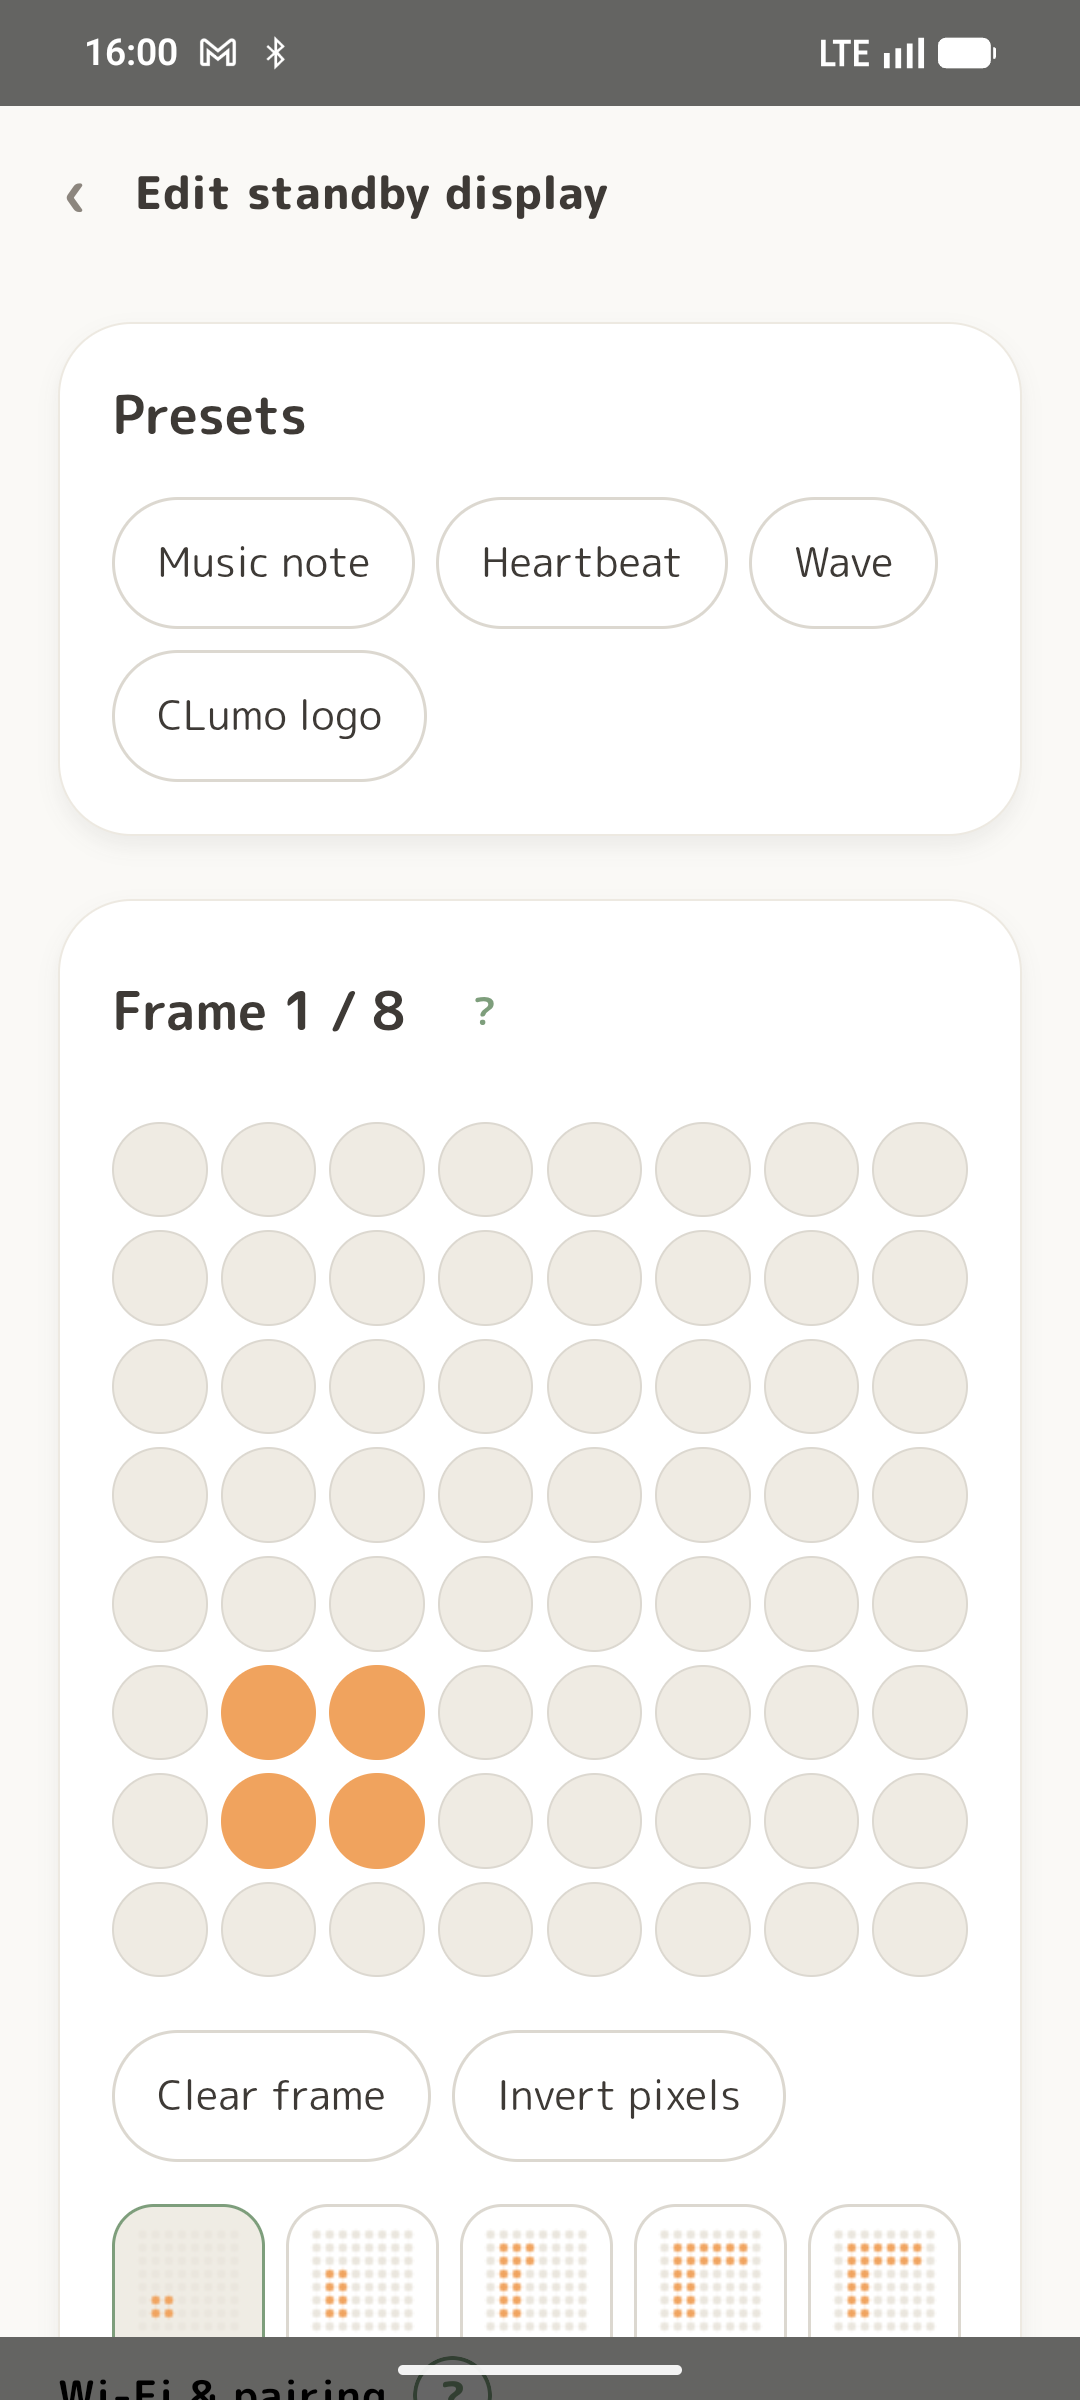 16:00 LTE
‹ Edit standby display
Presets
Music note Heartbeat Wave
CLumo logo
Frame 1 / 8 ?
Clear frame Invert pixels
Wi-Fi & pairing ?